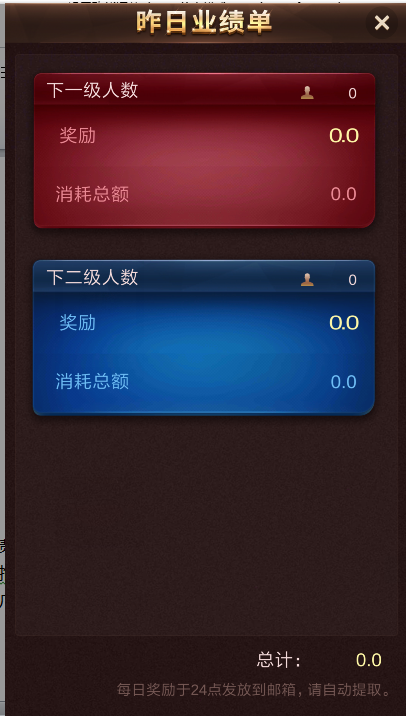 昨日业绩单
下一级人数 0
奖励 0.0
消耗总额 0.0
下二级人数 0
奖励 0.0
消耗总额 0.0
总计： 0.0
每日奖励于24点发放到邮箱，请自动提取。